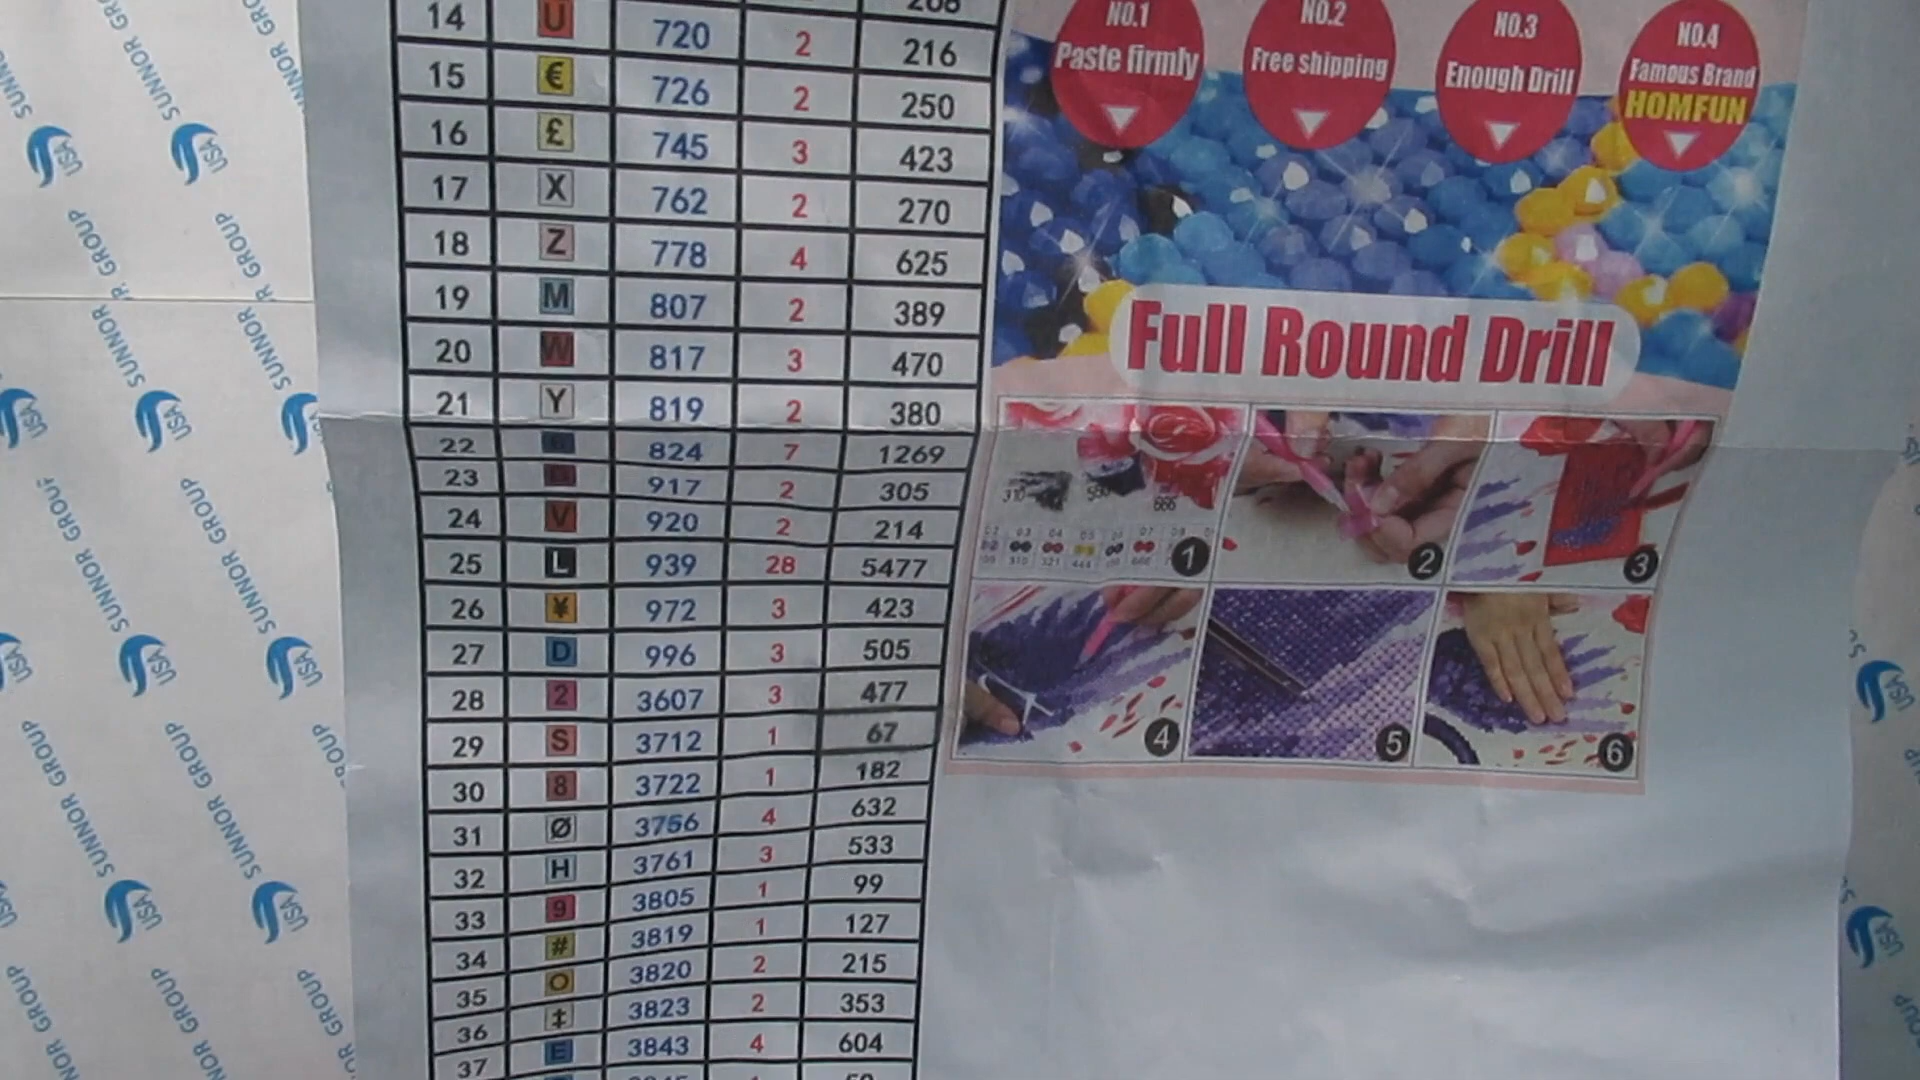 14 U 720 2 216
15 € 726 2 250
16 £ 745 3 423
17 X 762 2 270
18 Z 778 4 625
19 M 807 2 389
20 W 817 3 470
21 Y 819 2 380
22 824 7 1269
23 917 2 305
24 V 920 2 214
25 L 939 28 5477
26 ¥ 972 3 423
27 D 996 3 505
28 2 3607 3 477
29 S 3712 1 67
30 8 3722 1 182
31 Ø 3756 4 632
32 H 3761 3 533
33 9 3805 1 99
34 # 3819 1 127
35 O 3820 2 215
36 ‡ 3823 2 353
37 E 3843 4 604
NO.1
Paste firmly
NO.2
Free shipping
NO.3
Enough Drill
NO.4
Famous Brand
HOMFUN
Full Round Drill
310
666
1
2
3
4
5
6
SUNNOR GROUP
USA